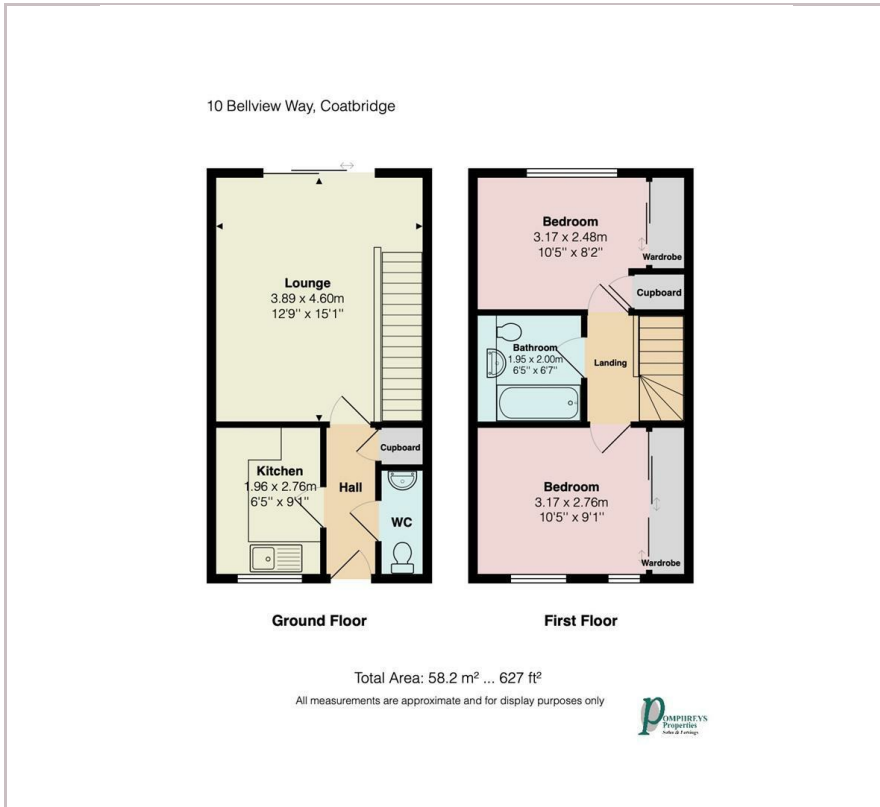 10 Bellview Way, Coatbridge
Lounge
3.89 x 4.60m
12'9" x 15'1"
Kitchen
1.96 x 2.76m
6'5" x 9'1"
Hall
Cupboard
WC
Ground Floor
Bedroom
3.17 x 2.48m
10'5" x 8'2"
Wardrobe
Cupboard
Bathroom
1.95 x 2.00m
6'5" x 6'7"
Landing
Bedroom
3.17 x 2.76m
10'5" x 9'1"
Wardrobe
First Floor
Total Area: 58.2 m² ... 627 ft²
All measurements are approximate and for display purposes only
POMPHREYS
Properties
Sales & Lettings